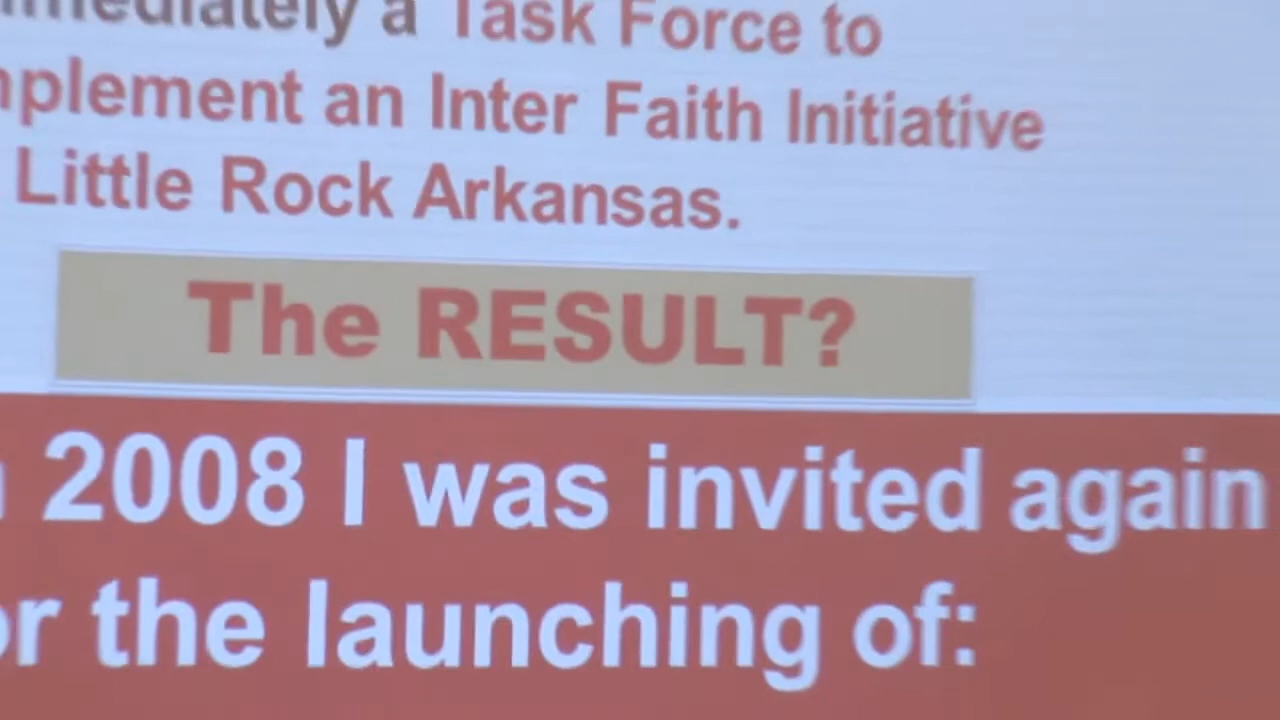 a Task Force to
an Inter Faith Initiative
Little Rock Arkansas.
The RESULT?
2008 I was invited again
the launching of: